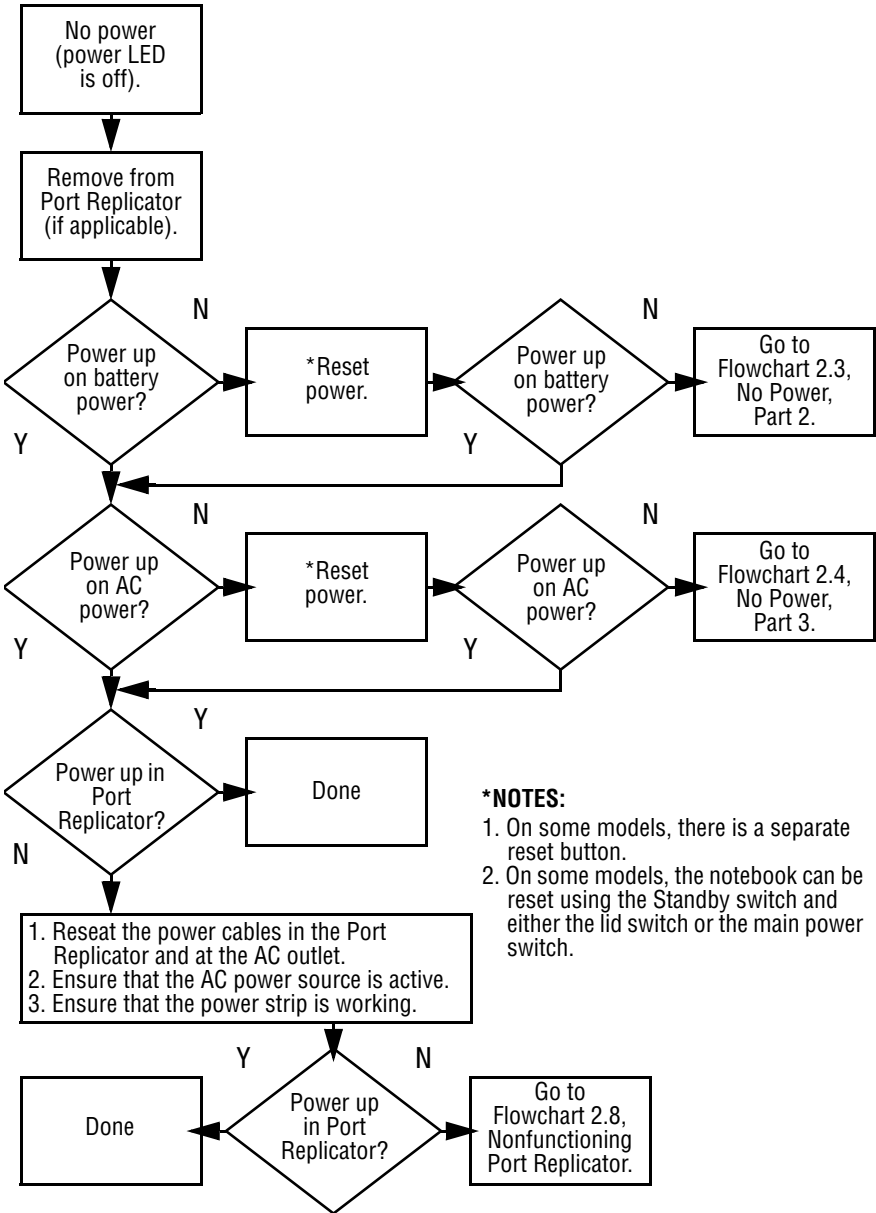 No power
(power LED
is off).
Remove from
Port Replicator
(if applicable).
N
Power up
on battery
power?
Y
*Reset
power.
N
Power up
on battery
power?
Y
Go to
Flowchart 2.3,
No Power,
Part 2.
N
Power up
on AC
power?
Y
*Reset
power.
N
Power up
on AC
power?
Y
Go to
Flowchart 2.4,
No Power,
Part 3.
Y
Power up in
Port
Replicator?
N
Done
*NOTES:
1. On some models, there is a separate
reset button.
2. On some models, the notebook can be
reset using the Standby switch and
either the lid switch or the main power
switch.
1. Reseat the power cables in the Port
Replicator and at the AC outlet.
2. Ensure that the AC power source is active.
3. Ensure that the power strip is working.
Y
N
Done
Power up
in Port
Replicator?
Go to
Flowchart 2.8,
Nonfunctioning
Port Replicator.